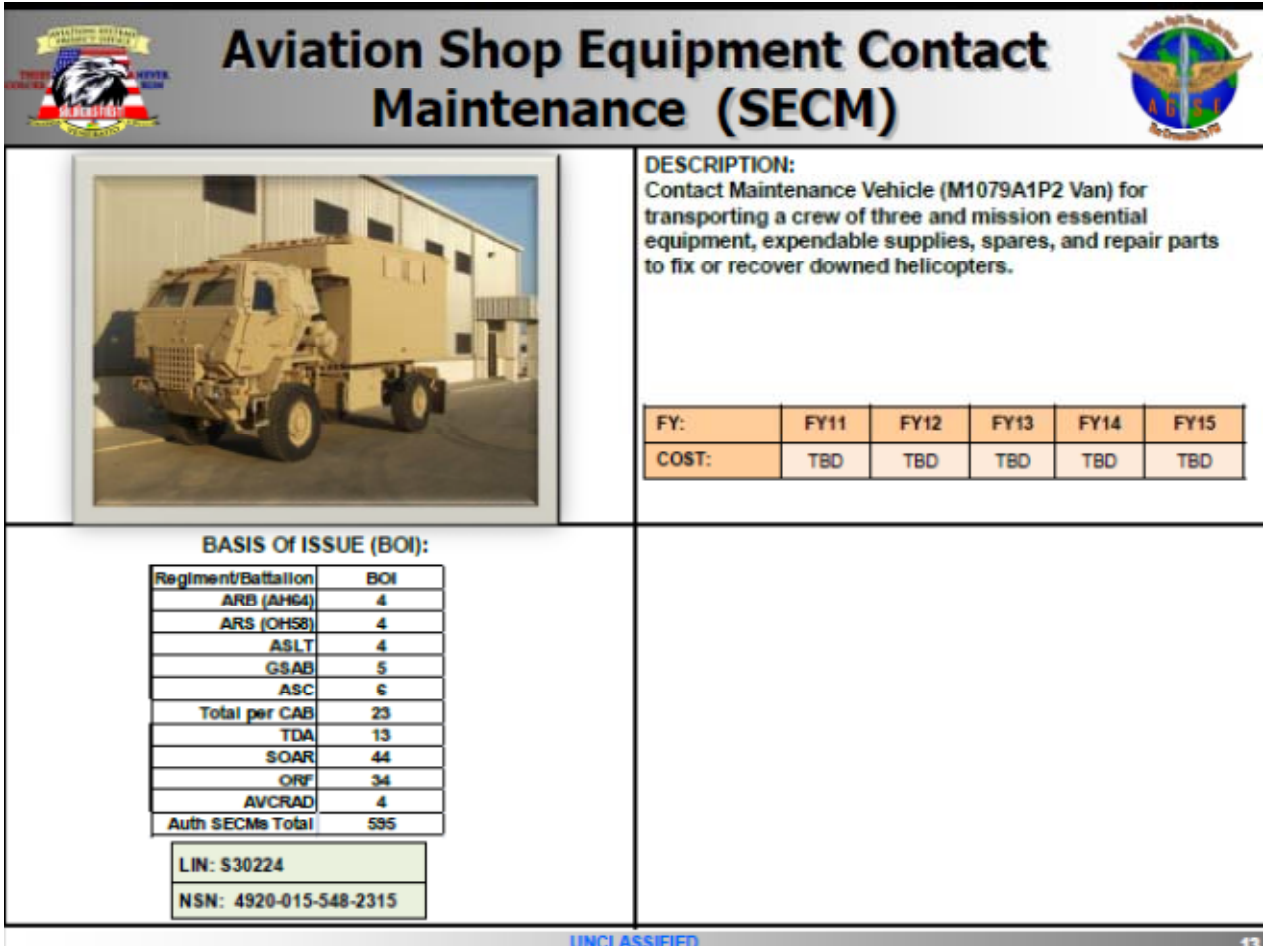 Aviation Shop Equipment Contact
Maintenance (SECM)
AGSE
DESCRIPTION:
Contact Maintenance Vehicle (M1079A1P2 Van) for
transporting a crew of three and mission essential
equipment, expendable supplies, spares, and repair parts
to fix or recover downed helicopters.
FY: FY11 FY12 FY13 FY14 FY15
COST: TBD TBD TBD TBD TBD
BASIS Of ISSUE (BOI):
Regiment/Battalion BOI
ARB (AH64) 4
ARS (OH58) 4
ASLT 4
GSAB 5
ASC 6
Total per CAB 23
TDA 13
SOAR 44
ORF 34
AVCRAD 4
Auth SECMs Total 595
LIN: S30224
NSN: 4920-015-548-2315
UNCLASSIFIED
13